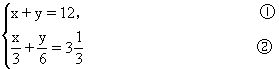 x + y = 12,  ①
x/3 + y/6 = 3 1/3  ②